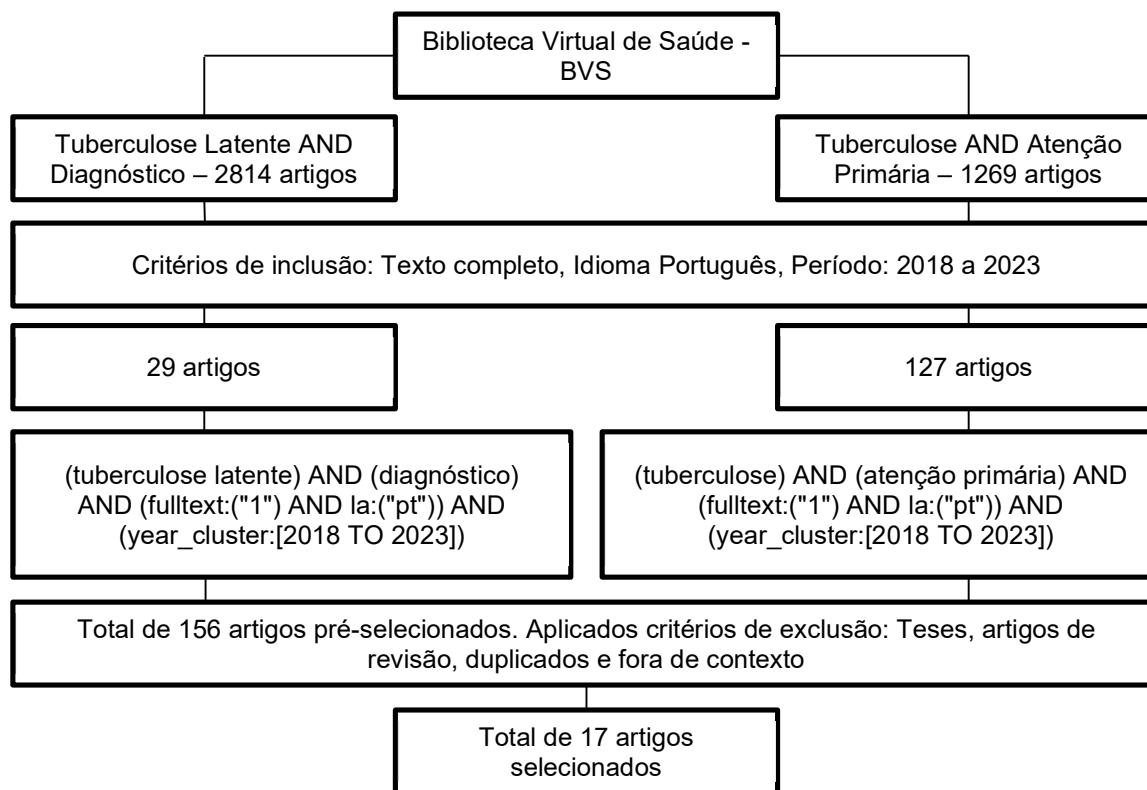 Biblioteca Virtual de Saúde -
BVS
Tuberculose Latente AND
Diagnóstico – 2814 artigos
Tuberculose AND Atenção
Primária – 1269 artigos
Critérios de inclusão: Texto completo, Idioma Português, Período: 2018 a 2023
29 artigos
127 artigos
(tuberculose latente) AND (diagnóstico)
AND (fulltext:("1") AND la:("pt")) AND
(year_cluster:[2018 TO 2023])
(tuberculose) AND (atenção primária) AND
(fulltext:("1") AND la:("pt")) AND
(year_cluster:[2018 TO 2023])
Total de 156 artigos pré-selecionados. Aplicados critérios de exclusão: Teses, artigos de
revisão, duplicados e fora de contexto
Total de 17 artigos
selecionados